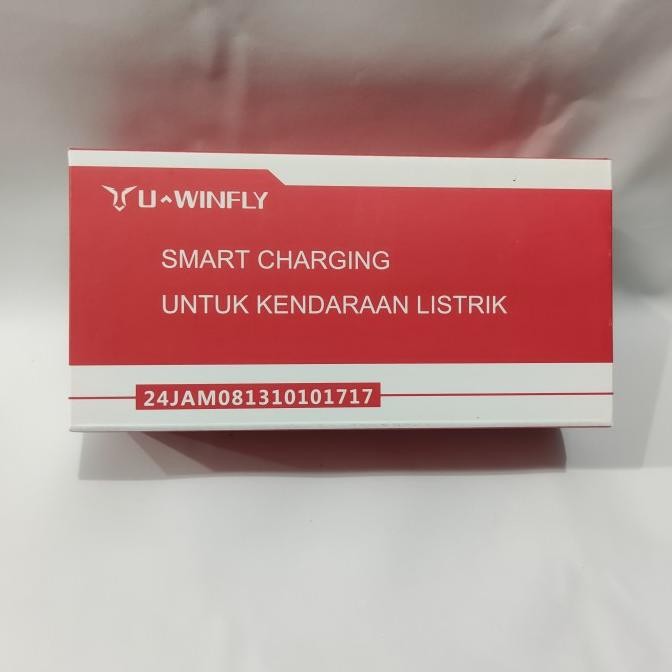 U^WINFLY
SMART CHARGING
UNTUK KENDARAAN LISTRIK
24JAM081310101717